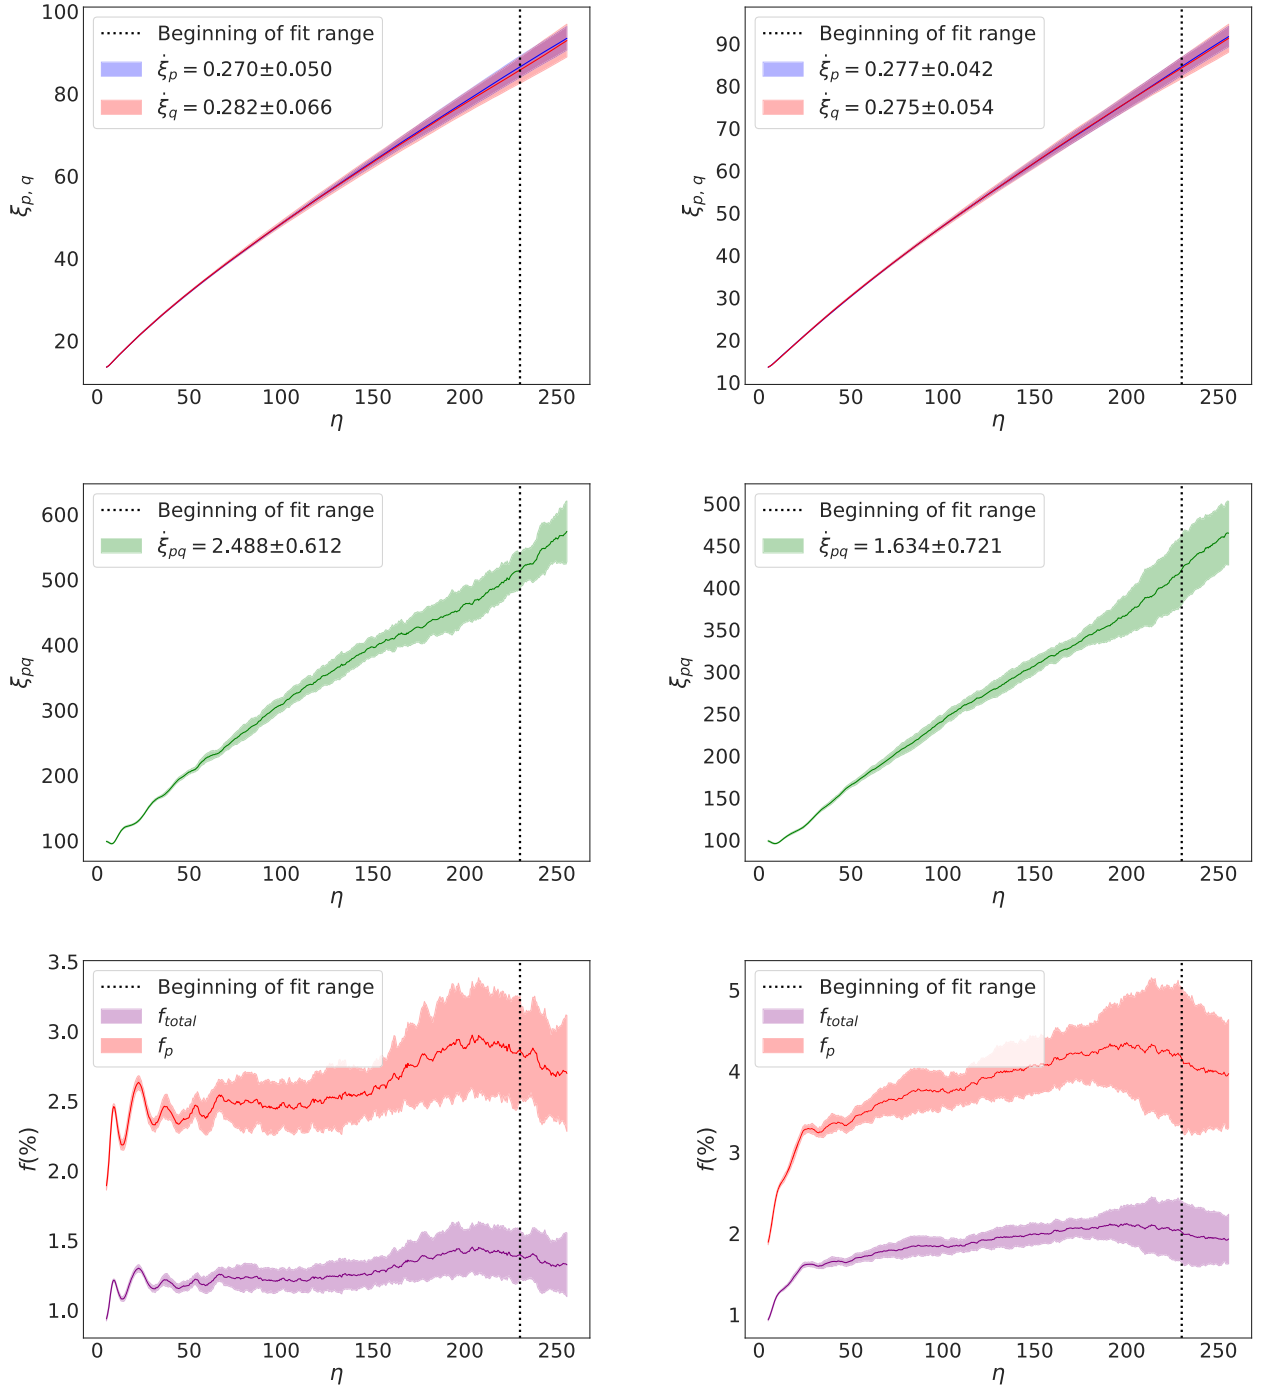 100
80
60
40
20
ξp, q
Beginning of fit range
ξ̇p = 0.270±0.050
ξ̇q = 0.282±0.066
0 50 100 150 200 250
η
90
80
70
60
50
40
30
20
10
ξp, q
Beginning of fit range
ξ̇p = 0.277±0.042
ξ̇q = 0.275±0.054
0 50 100 150 200 250
η
600
500
400
300
200
100
ξpq
Beginning of fit range
ξ̇pq = 2.488±0.612
0 50 100 150 200 250
η
500
450
400
350
300
250
200
150
100
ξpq
Beginning of fit range
ξ̇pq = 1.634±0.721
0 50 100 150 200 250
η
3.5
3.0
2.5
2.0
1.5
1.0
f(%)
Beginning of fit range
ftotal
fp
0 50 100 150 200 250
η
5
4
3
2
1
f(%)
Beginning of fit range
ftotal
fp
0 50 100 150 200 250
η